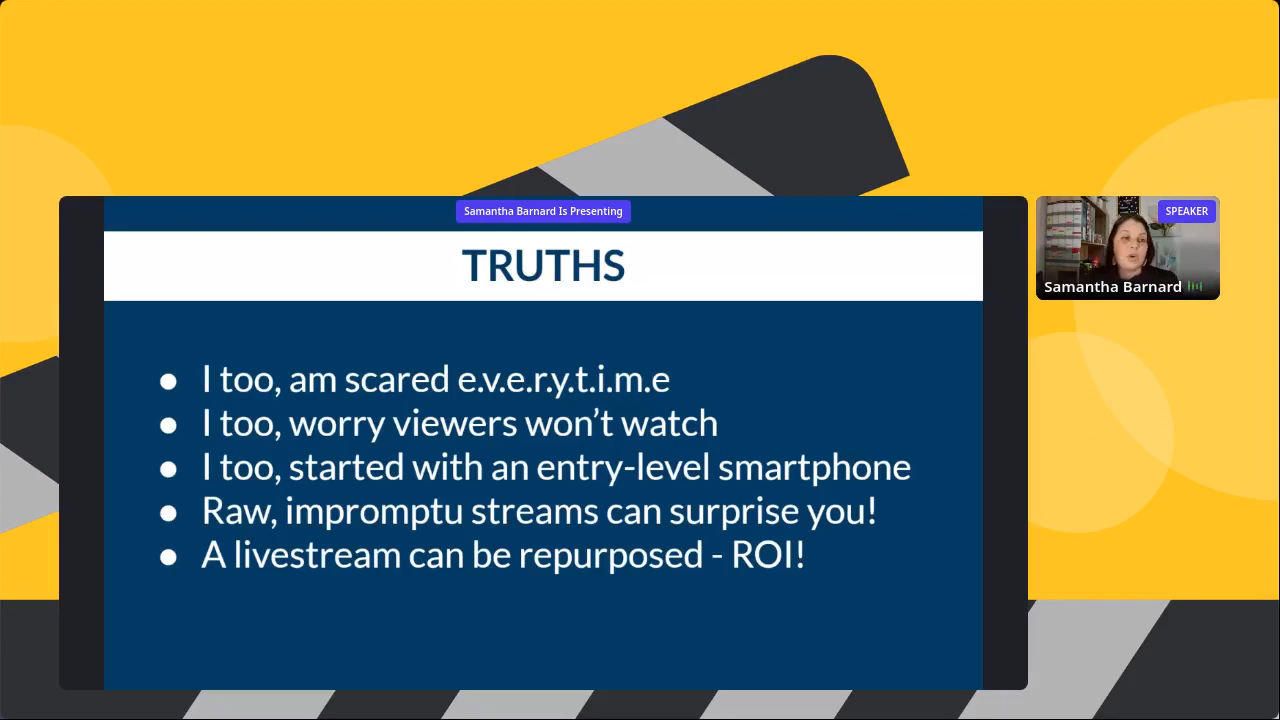 Samantha Barnard Is Presenting
TRUTHS
● I too, am scared e.v.e.r.y.t.i.m.e
● I too, worry viewers won’t watch
● I too, started with an entry-level smartphone
● Raw, impromptu streams can surprise you!
● A livestream can be repurposed - ROI!
SPEAKER
Samantha Barnard